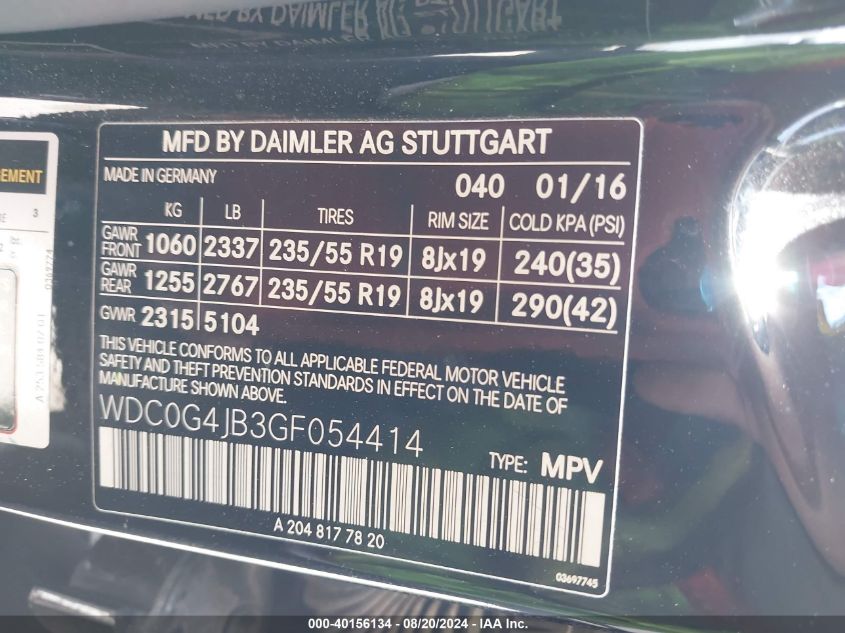 MFD BY DAIMLER AG STUTTGART
MADE IN GERMANY 040 01/16
KG LB TIRES RIM SIZE COLD KPA(PSI)
GAWR FRONT 1060 2337 235/55 R19 8Jx19 240(35)
GAWR REAR 1255 2767 235/55 R19 8Jx19 290(42)
GVWR 2315 5104
THIS VEHICLE CONFORMS TO ALL APPLICABLE FEDERAL MOTOR VEHICLE
SAFETY AND THEFT PREVENTION STANDARDS IN EFFECT ON THE DATE OF
MANUFACTURE SHOWN ABOVE.
WDC0G4JB3GF054414
TYPE: MPV
A 204 817 78 20
03697745
EMENT
3
000-40156134 - 08/20/2024 - IAA Inc.